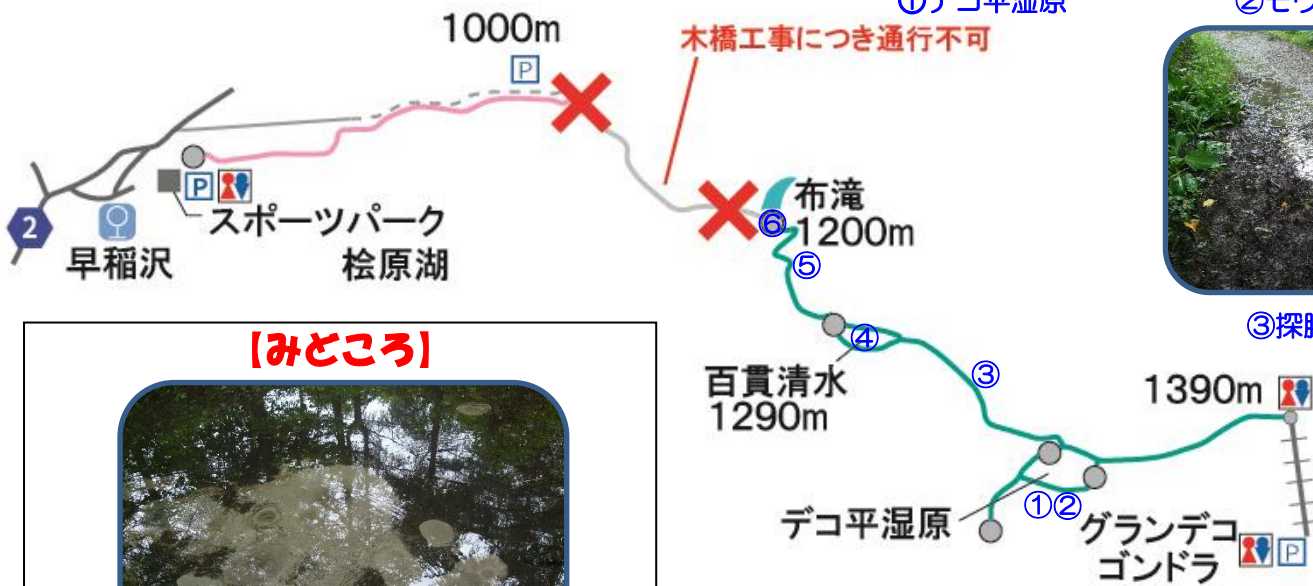 ①デコ平湿原
②モウ
1000m
P
木橋工事につき通行不可
2
P
早稲沢
スポーツパーク
桧原湖
布滝
1200m
⑥
⑤
④
③
③探勝
百貫清水
1290m
1390m
【みどころ】
デコ平湿原
①②
グランデコ
ゴンドラ
P